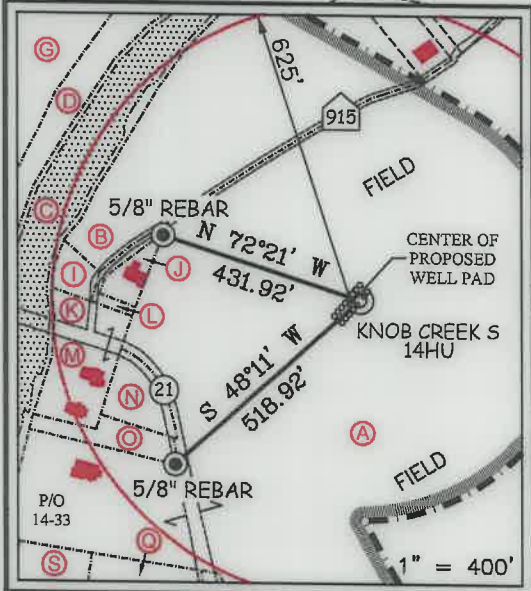 G
D
625'
915
C
5/8" REBAR
FIELD
B
N 72°21' W
431.92'
J
CENTER OF
PROPOSED
WELL PAD
I
K
L
KNOB CREEK S
14HU
M
S 48°11' W
518.92'
21
N
A
O
FIELD
5/8" REBAR
P/O
14-33
Q
S
1" = 400'